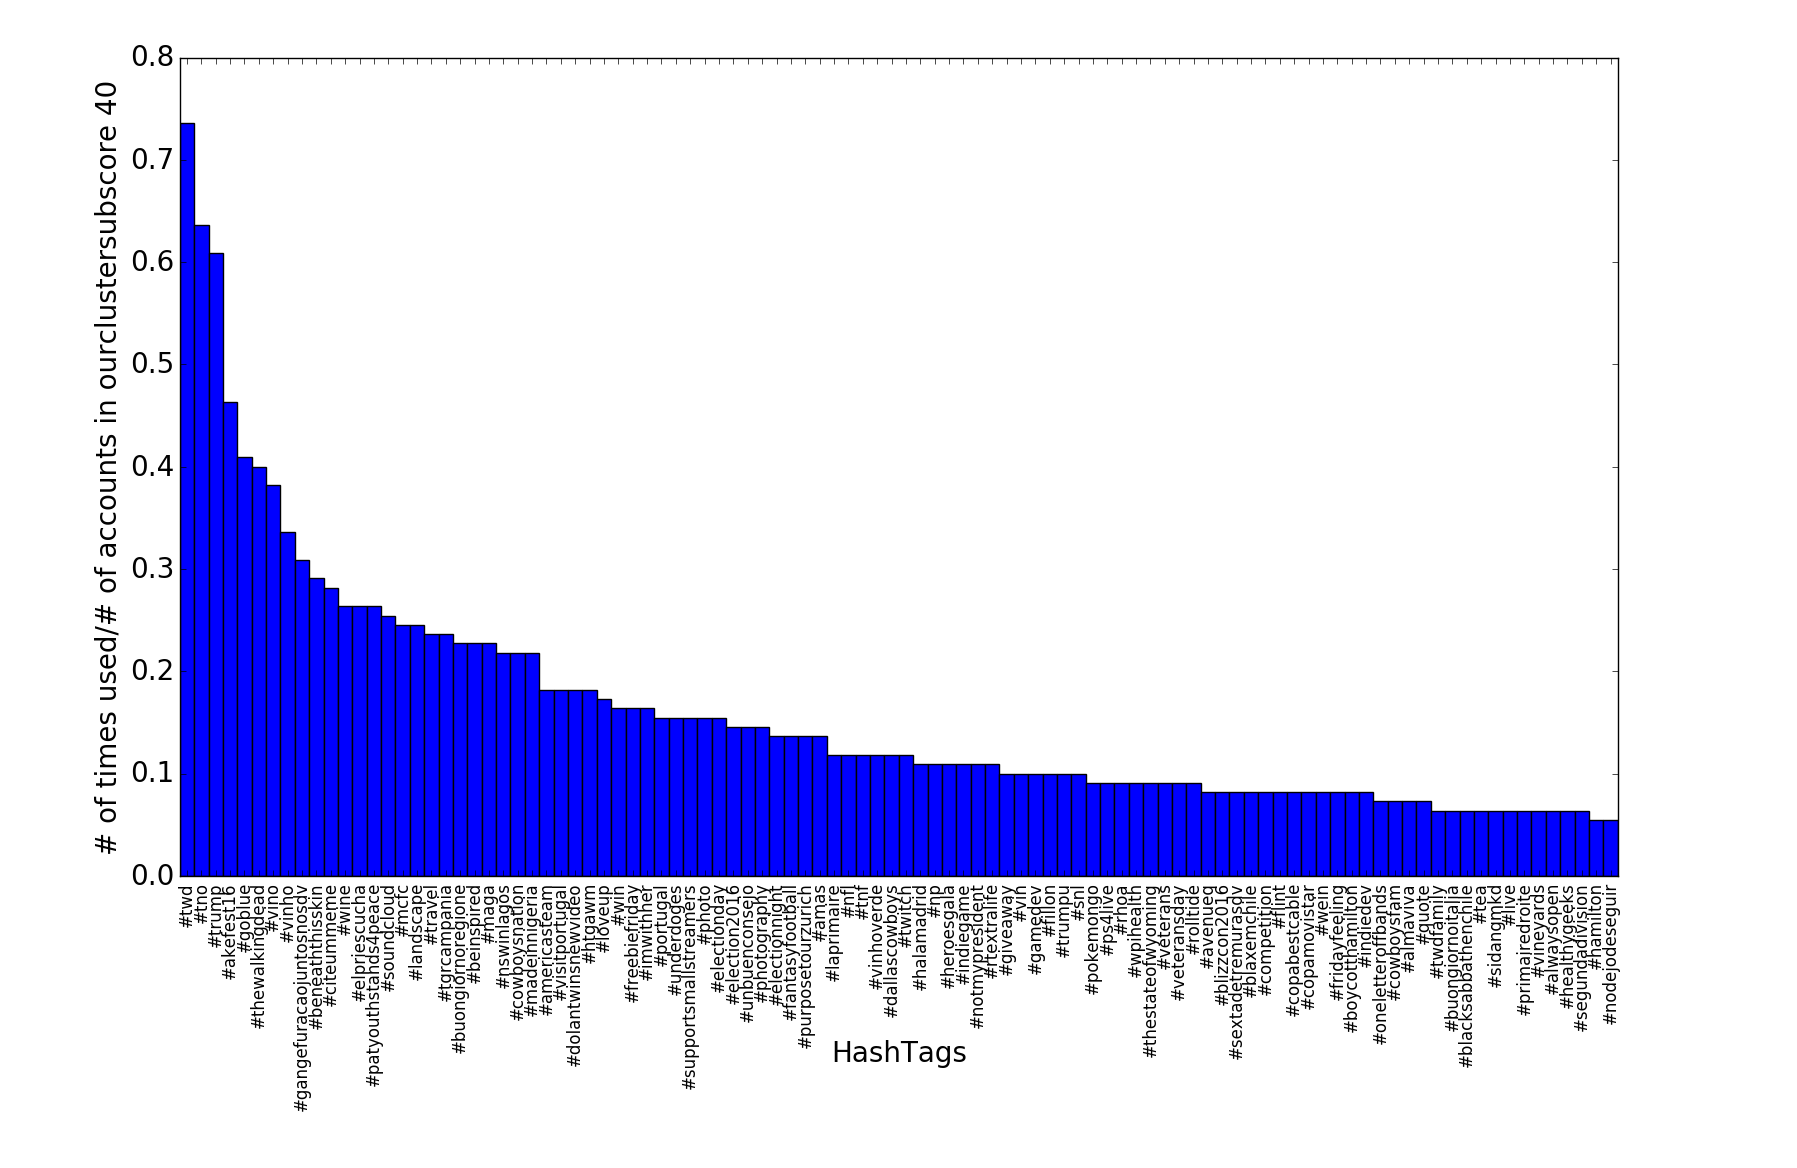 # of times used/# of accounts in ourclustersubscore 40
0.8
0.7
0.6
0.5
0.4
0.3
0.2
0.1
0.0
#twd
#tno
#trump
#akefest16
#goblue
#thewalkingdead
#vino
#vinho
#gangefuracaojuntosnosdv
#beneaththisskin
#citeummeme
#wine
#elpriescucha
#patyouthstahds4peace
#soundcloud
#mcfc
#landscape
#travel
#tgrcampania
#buongiornoregione
#beinspired
#maga
#nswinlagos
#cowboysnation
#madeinnigeria
#americasteam
#visitportugal
#dolantwinsnewvideo
#htgawm
#loveup
#win
#freebiefriday
#imwithher
#portugal
#underdoges
#supportsmallstreamers
#photo
#electionday
#election2016
#unbuenconsejo
#photography
#electionnight
#fantasyfootball
#purposetourzurich
#amas
#laprimaire
#nfl
#tnf
#vinhoverde
#dallascowboys
#twitch
#halamadrid
#np
#heroesgala
#indiegame
#notmypresident
#rtextralife
#giveaway
#vin
#gamedev
#fillon
#trumpu
#snl
#pokemongo
#ps4live
#rhoa
#wpihealth
#thestateofwyoming
#veterans
#veteransday
#rolltide
#avenueg
#blizzcon2016
#sextadetremurasdv
#blaxemchile
#competition
#flint
#copabestcable
#copamovistar
#wen
#fridayfeeling
#boycotthamilton
#indiedev
#oneletteroffbands
#cowboysfam
#almaviva
#quote
#twdfamily
#buongiornoitalia
#blacksabbathenchile
#tea
#sidangmkd
#live
#primairedroite
#vineyards
#alwaysopen
#healthygeeks
#segundadivision
#hamilton
#nodejodeseguir
HashTags